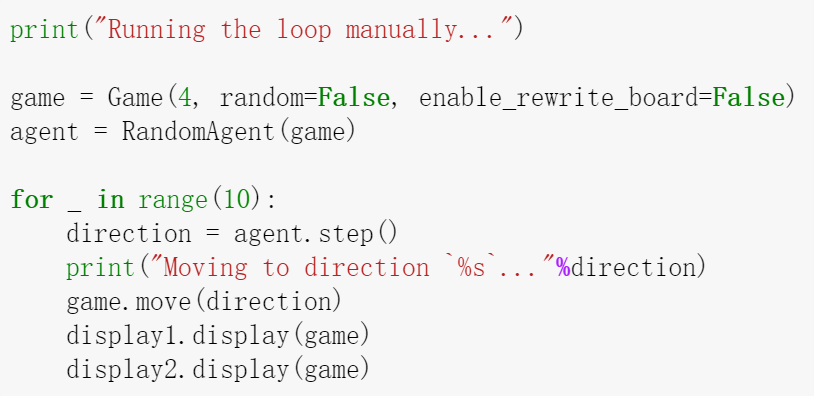 print("Running the loop manually...")
game = Game(4, random=False, enable_rewrite_board=False)
agent = RandomAgent(game)
for _ in range(10):
    direction = agent.step()
    print("Moving to direction `%s`..."%direction)
    game.move(direction)
    display1.display(game)
    display2.display(game)